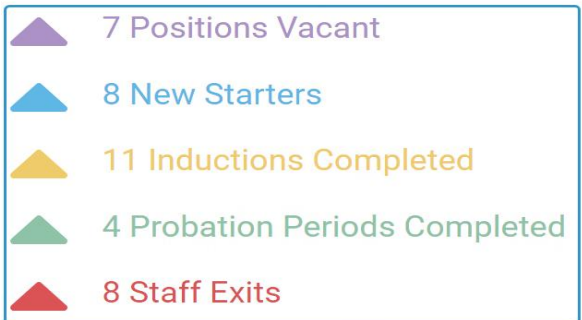 7 Positions Vacant
8 New Starters
11 Inductions Completed
4 Probation Periods Completed
8 Staff Exits